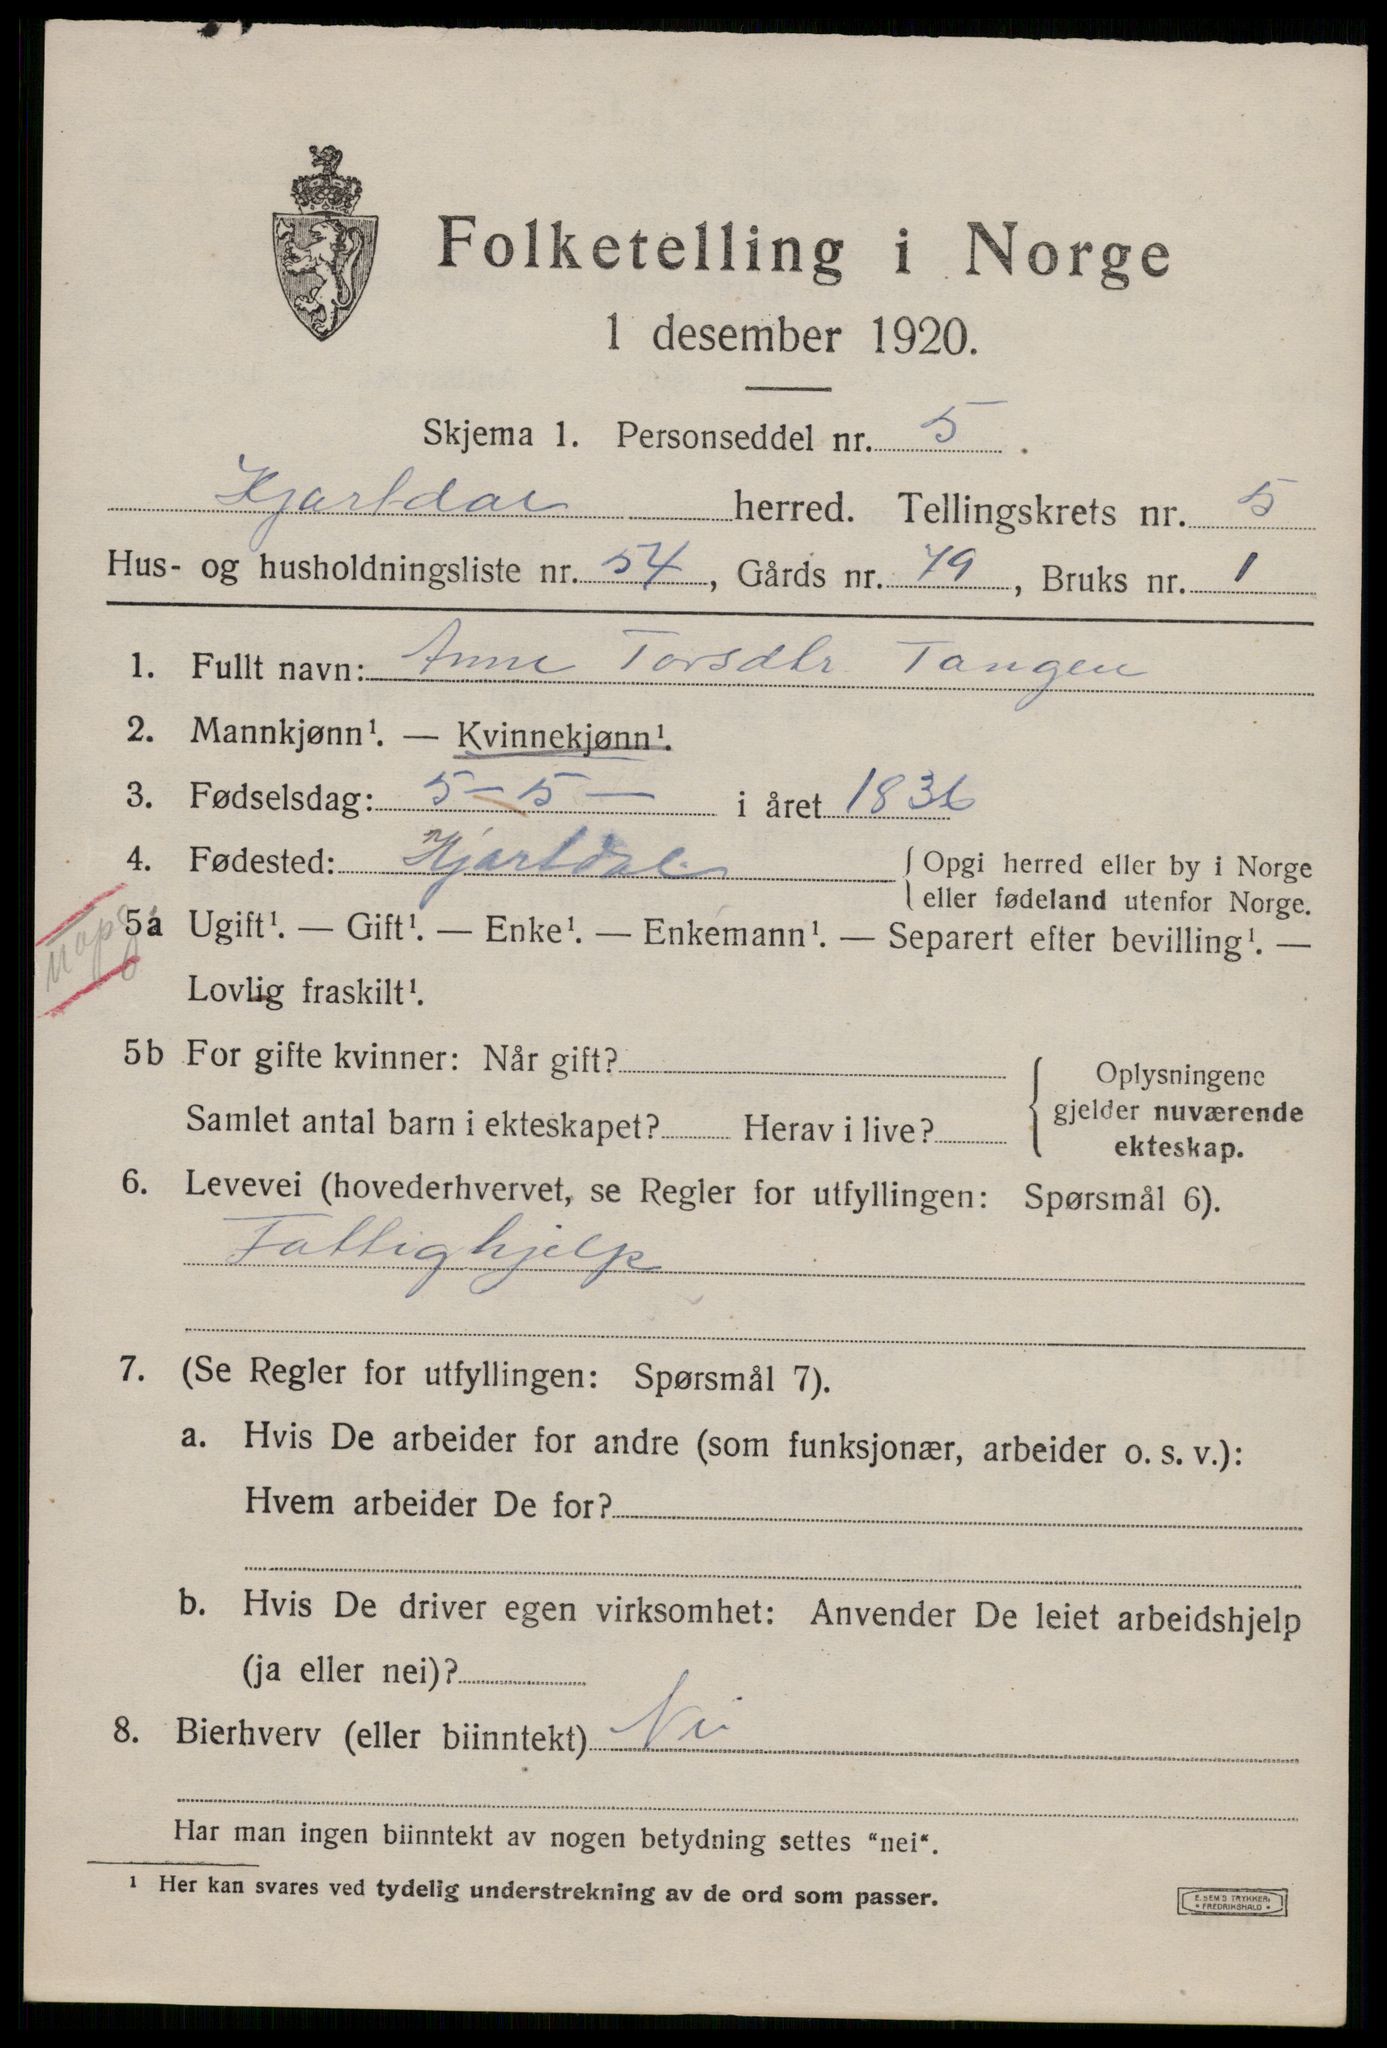 Folketelling i Norge
1 desember 1920.
Skjema 1. Personseddel nr. 5.
Hjartdal herred. Tellingskrets nr. 5
Hus- og husholdningsliste nr. 54, Gårds nr. 79, Bruks nr. 1
1. Fullt navn: Anne Torsdtr Tangen
2. Mannkjønn¹. — Kvinnekjønn¹.
3. Fødselsdag: 5-5- i året 1836
4. Fødested: Hjartdal { Opgi herred eller by i Norge
eller fødeland utenfor Norge.
5a Ugift¹. — Gift¹. — Enke¹. — Enkemann¹. — Separert efter bevilling¹. —
Lovlig fraskilt¹.
5b For gifte kvinner: Når gift?
Samlet antal barn i ekteskapet? Herav i live?
Oplysningene
gjelder nuværende
ekteskap.
6. Levevei (hovederhvervet, se Regler for utfyllingen: Spørsmål 6).
Fattighjelp
7. (Se Regler for utfyllingen: Spørsmål 7).
a. Hvis De arbeider for andre (som funksjonær, arbeider o. s. v.):
Hvem arbeider De for?
b. Hvis De driver egen virksomhet: Anvender De leiet arbeidshjelp
(ja eller nei)?
8. Bierhverv (eller biinntekt) Nei
Har man ingen biinntekt av nogen betydning settes "nei".
¹ Her kan svares ved tydelig understrekning av de ord som passer.
E. SEM'S TRYKKERI
* FREDRIKSHALD *